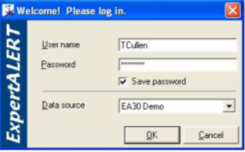 Welcome! Please log in.
ExpertALERT
User name
TCullen
Password
********
Save password
Data source
EA30 Demo
OK
Cancel